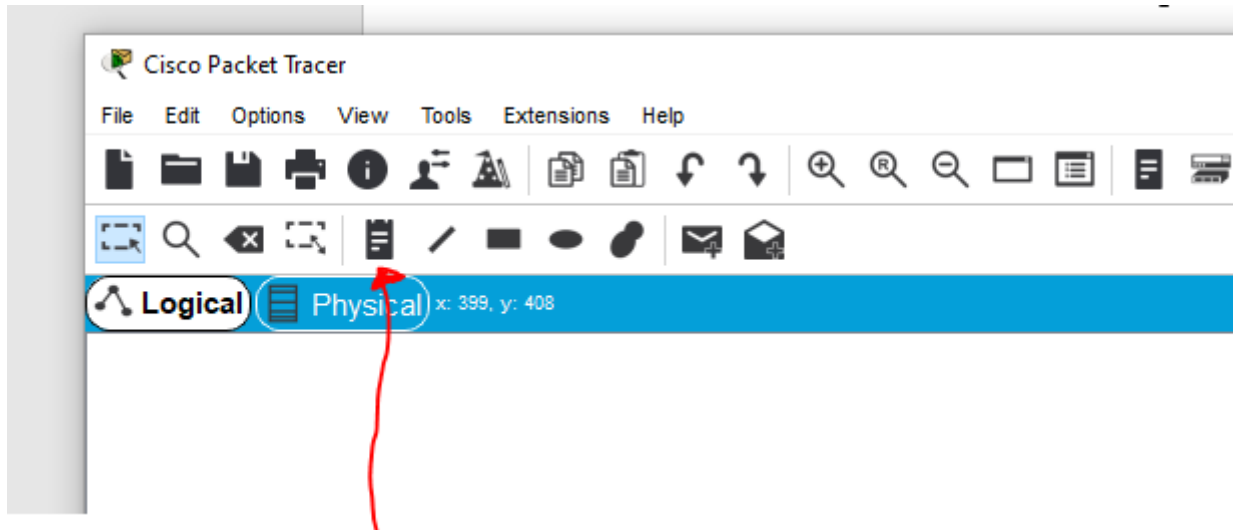 Cisco Packet Tracer
File Edit Options View Tools Extensions Help
Logical Physical x: 399, y: 408